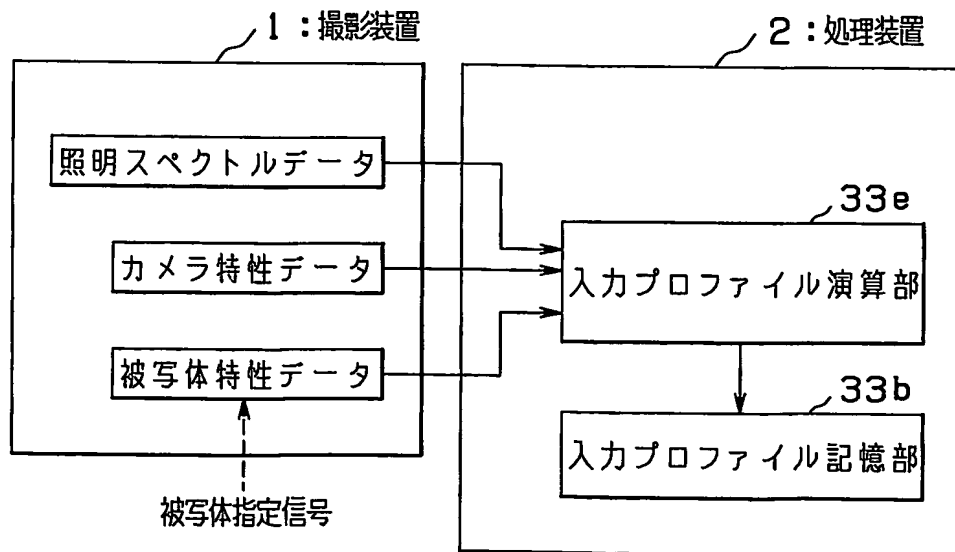 1：撮影装置
照明スペクトルデータ
カメラ特性データ
被写体特性データ
被写体指定信号
2：処理装置
33e
入力プロファイル演算部
33b
入力プロファイル記憶部